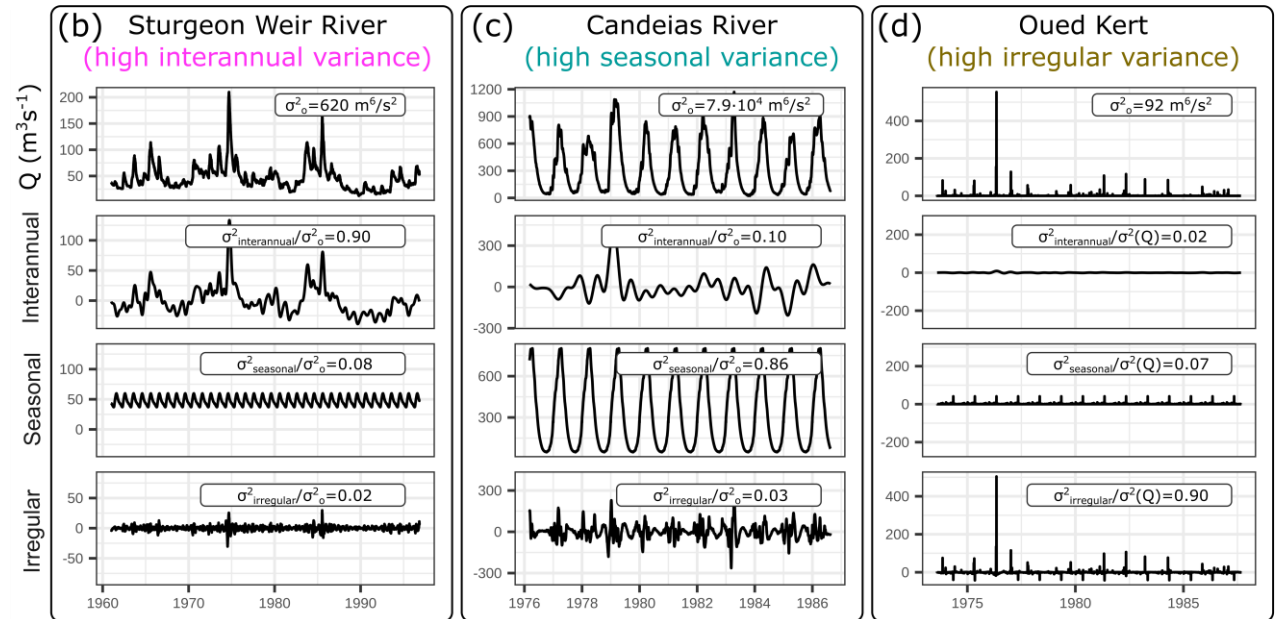 (b) Sturgeon Weir River
(high interannual variance)
σ²ₒ=620 m⁶/s²
Q (m³s⁻¹)
200
150
100
50
σ²interannual/σ²ₒ=0.90
Interannual
100
50
0
σ²seasonal/σ²ₒ=0.08
Seasonal
100
50
0
σ²irregular/σ²ₒ=0.02
Irregular
50
0
-50
1960 1970 1980 1990
(c) Candeias River
(high seasonal variance)
σ²ₒ=7.9·10⁴ m⁶/s²
1200
900
600
300
0
σ²interannual/σ²ₒ=0.10
300
0
-300
σ²seasonal/σ²ₒ=0.86
600
300
σ²irregular/σ²ₒ=0.03
300
0
-300
1976 1978 1980 1982 1984 1986
(d) Oued Kert
(high irregular variance)
σ²ₒ=92 m⁶/s²
400
200
0
σ²interannual/σ²(Q)=0.02
200
0
-200
σ²seasonal/σ²(Q)=0.07
200
0
-200
σ²irregular/σ²(Q)=0.90
400
200
0
1975 1980 1985